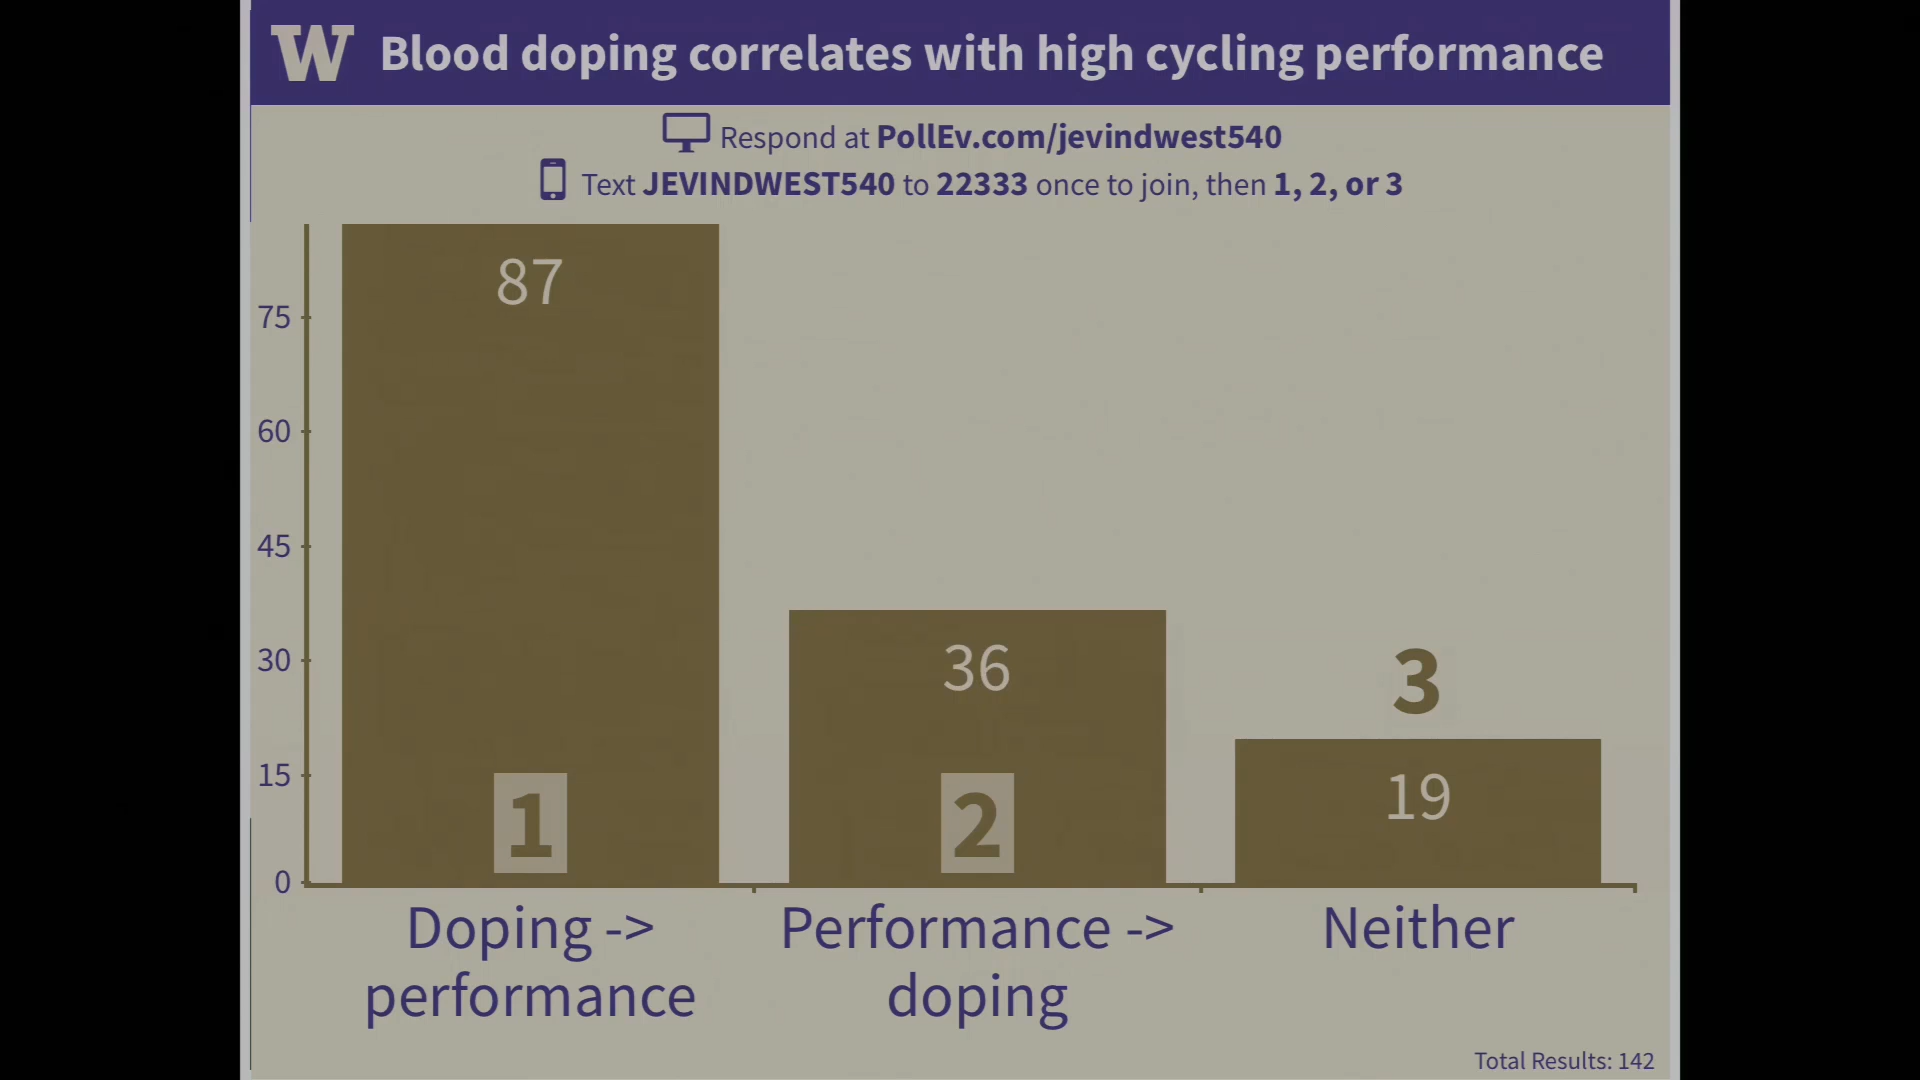 W Blood doping correlates with high cycling performance
Respond at PollEv.com/jevindwest540
Text JEVINDWEST540 to 22333 once to join, then 1, 2, or 3
87
75
60
45
36
30
3
15
19
1
2
0
Doping -> performance
Performance -> doping
Neither
Total Results: 142